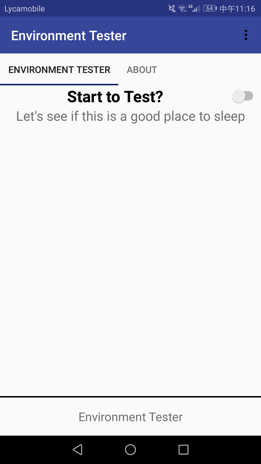 Lycamobile
64 中午11:16
Environment Tester
ENVIRONMENT TESTER ABOUT
Start to Test?
Let's see if this is a good place to sleep
Environment Tester